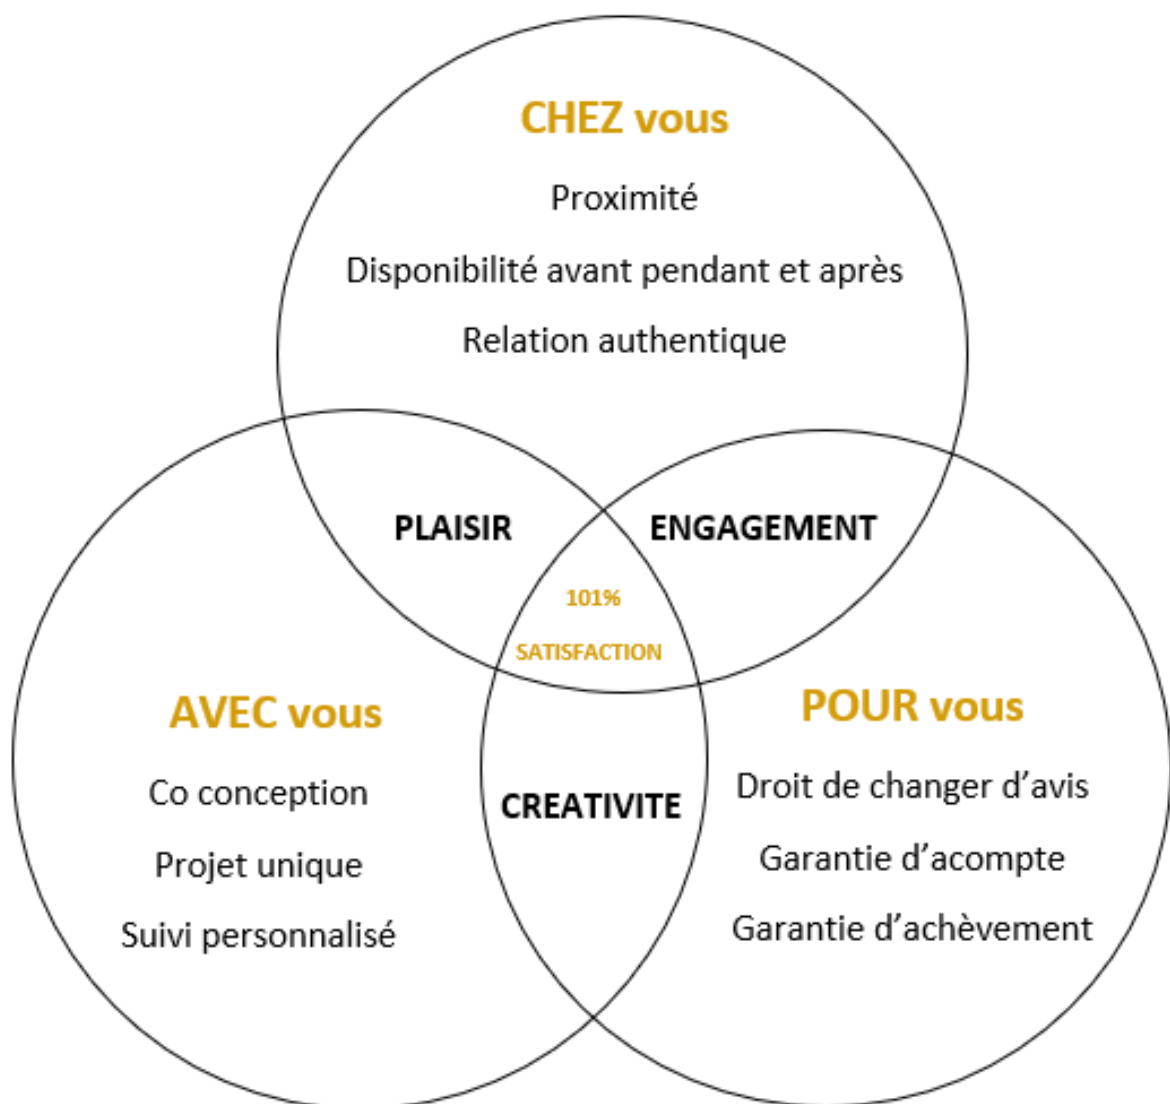 CHEZ vous
Proximité
Disponibilité avant pendant et après
Relation authentique
PLAISIR
ENGAGEMENT
101%
SATISFACTION
AVEC vous
Co conception
Projet unique
Suivi personnalisé
CREATIVITE
POUR vous
Droit de changer d’avis
Garantie d’acompte
Garantie d’achèvement